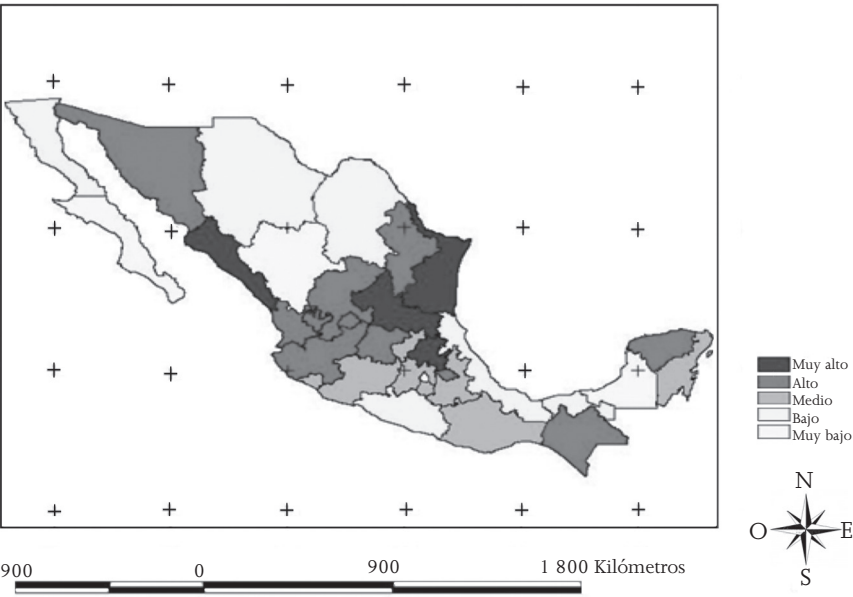 Muy alto
Alto
Medio
Bajo
Muy bajo
N
O E
S
900 0 900 1 800 Kilómetros